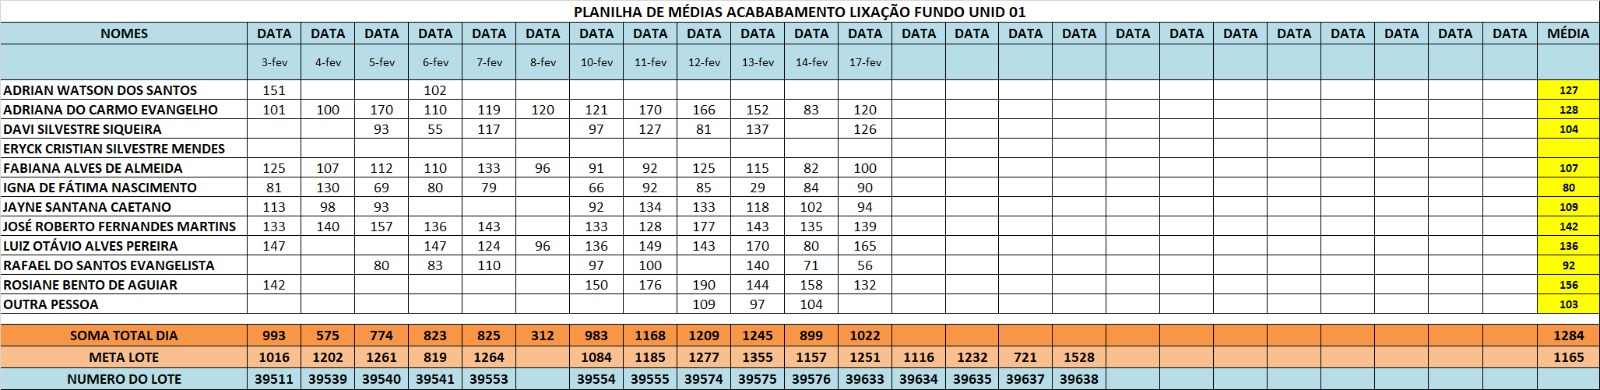 PLANILHA DE MÉDIAS ACABABAMENTO LIXAÇÃO FUNDO UNID 01
NOMES DATA DATA DATA DATA DATA DATA DATA DATA DATA DATA DATA DATA DATA DATA DATA DATA DATA DATA DATA DATA DATA DATA DATA DATA MÉDIA
3-fev 4-fev 5-fev 6-fev 7-fev 8-fev 10-fev 11-fev 12-fev 13-fev 14-fev 17-fev
ADRIAN WATSON DOS SANTOS 151 102 127
ADRIANA DO CARMO EVANGELHO 101 100 170 110 119 120 121 170 166 152 83 120 128
DAVI SILVESTRE SIQUEIRA 93 55 117 97 127 81 137 126 104
ERYCK CRISTIAN SILVESTRE MENDES
FABIANA ALVES DE ALMEIDA 125 107 112 110 133 96 91 92 125 115 82 100 107
IGNA DE FÁTIMA NASCIMENTO 81 130 69 80 79 66 92 85 29 84 90 80
JAYNE SANTANA CAETANO 113 98 93 92 134 133 118 102 94 109
JOSÉ ROBERTO FERNANDES MARTINS 133 140 157 136 143 133 128 177 143 135 139 142
LUIZ OTÁVIO ALVES PEREIRA 147 147 124 96 136 149 143 170 80 165 136
RAFAEL DO SANTOS EVANGELISTA 80 83 110 97 100 140 71 56 92
ROSIANE BENTO DE AGUIAR 142 150 176 190 144 158 132 156
OUTRA PESSOA 109 97 104 103
SOMA TOTAL DIA 993 575 774 823 825 312 983 1168 1209 1245 899 1022 1284
META LOTE 1016 1202 1261 819 1264 1084 1185 1277 1355 1157 1251 1116 1232 721 1528 1165
NUMERO DO LOTE 39511 39539 39540 39541 39553 39554 39555 39574 39575 39576 39633 39634 39635 39637 39638